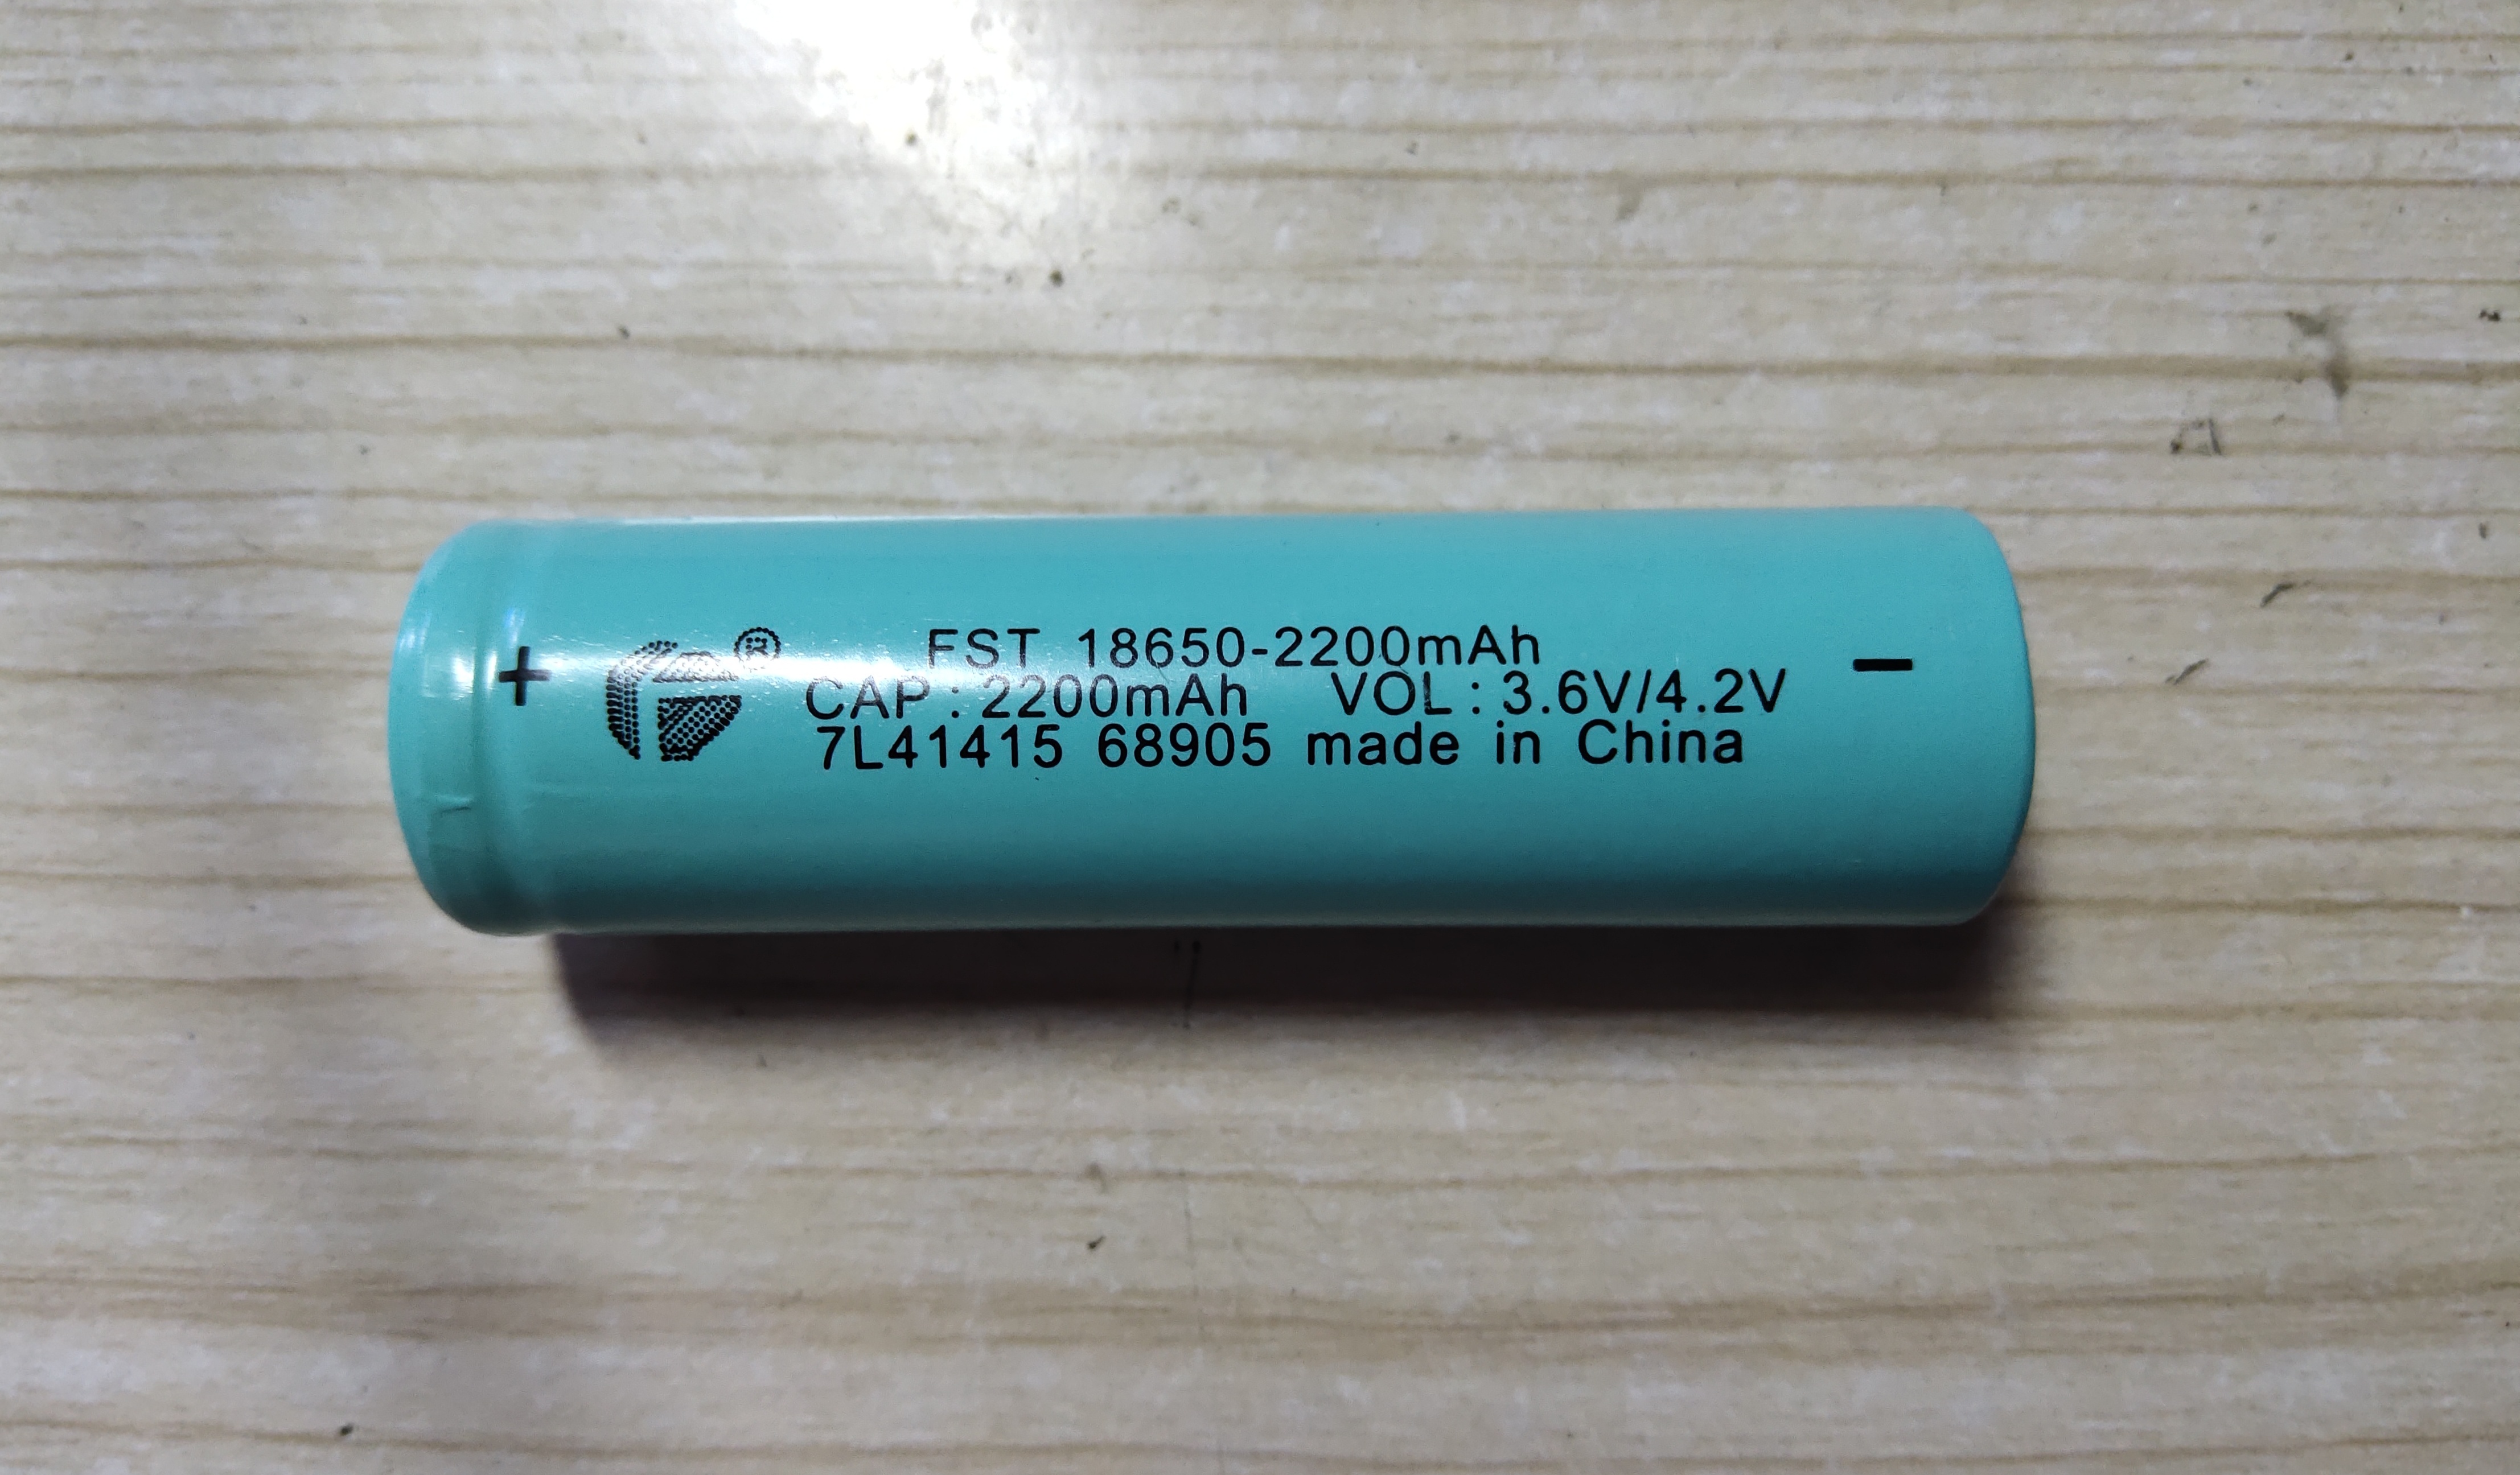 + ® FST 18650-2200mAh −
CAP: 2200mAh VOL: 3.6V/4.2V
7L41415 68905 made in China